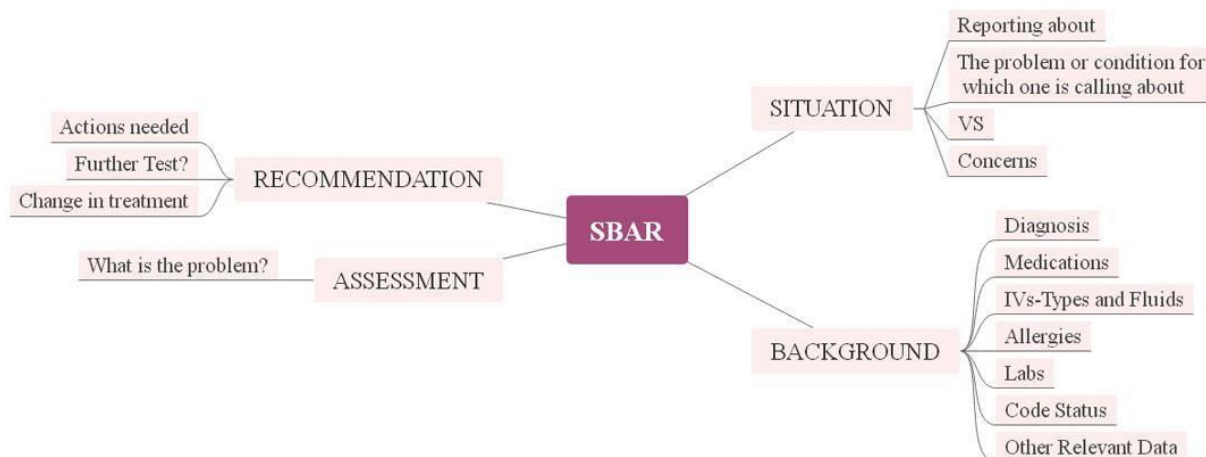 SBAR
SITUATION
Reporting about
The problem or condition for
which one is calling about
VS
Concerns
BACKGROUND
Diagnosis
Medications
IVs-Types and Fluids
Allergies
Labs
Code Status
Other Relevant Data
ASSESSMENT
What is the problem?
RECOMMENDATION
Actions needed
Further Test?
Change in treatment